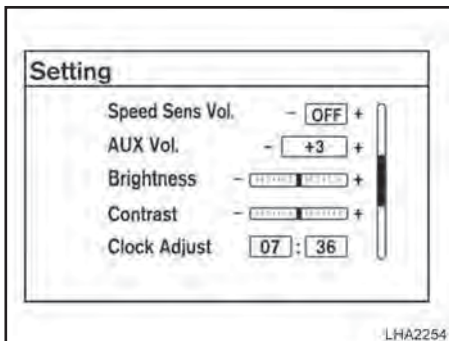 Setting
Speed Sens Vol. - OFF +
AUX Vol. - +3 +
Brightness - +
Contrast - +
Clock Adjust 07 : 36
LHA2254